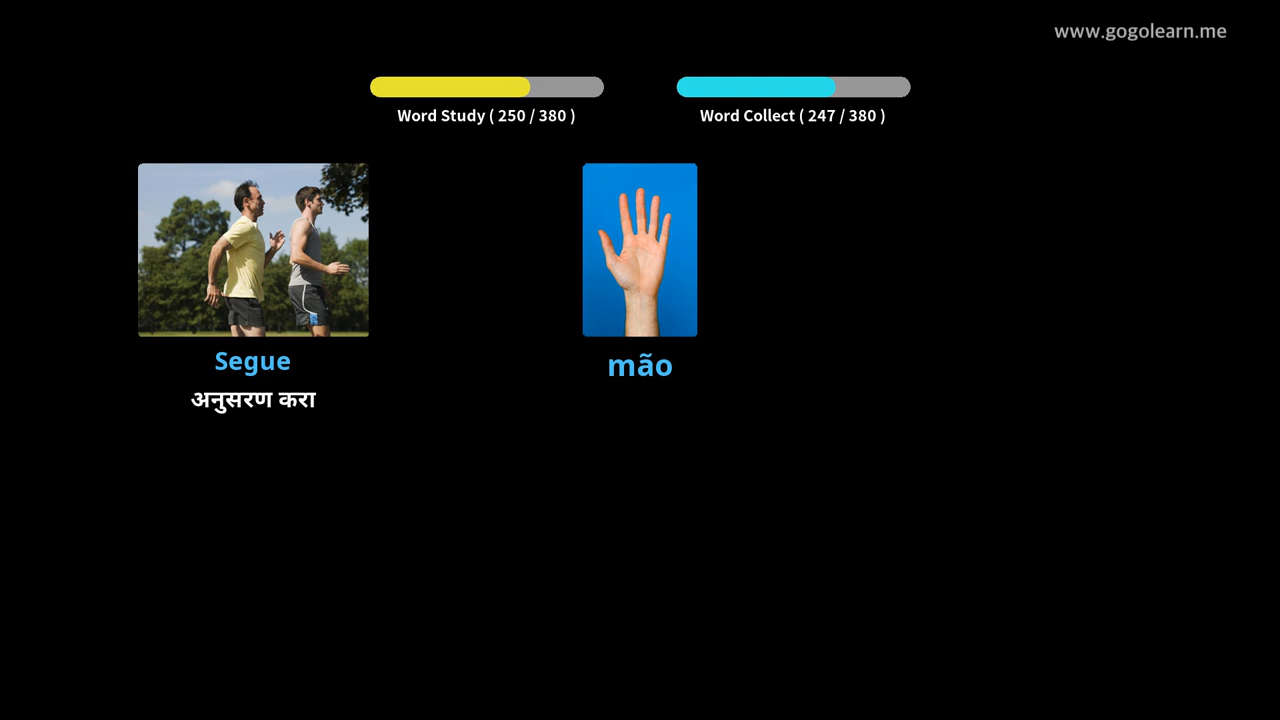 www.gogolearn.me
Word Study ( 250 / 380 )
Word Collect ( 247 / 380 )
Segue
अनुसरण करा
mão